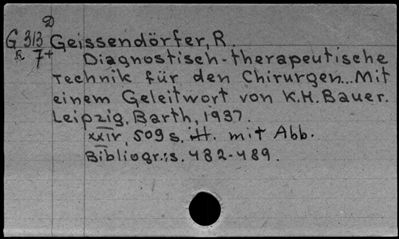 D
G 313 Geissendörfer, R.
k 7+ Diagnostisch-therapeutische
Technik für den Chirurgen... Mit
einem Geleitwort von K.H. Bauer.
Leipzig, Barth, 1937.
xxiv, 509 s. itt. mit Abb.
Bibliogr.: s. 482-489.